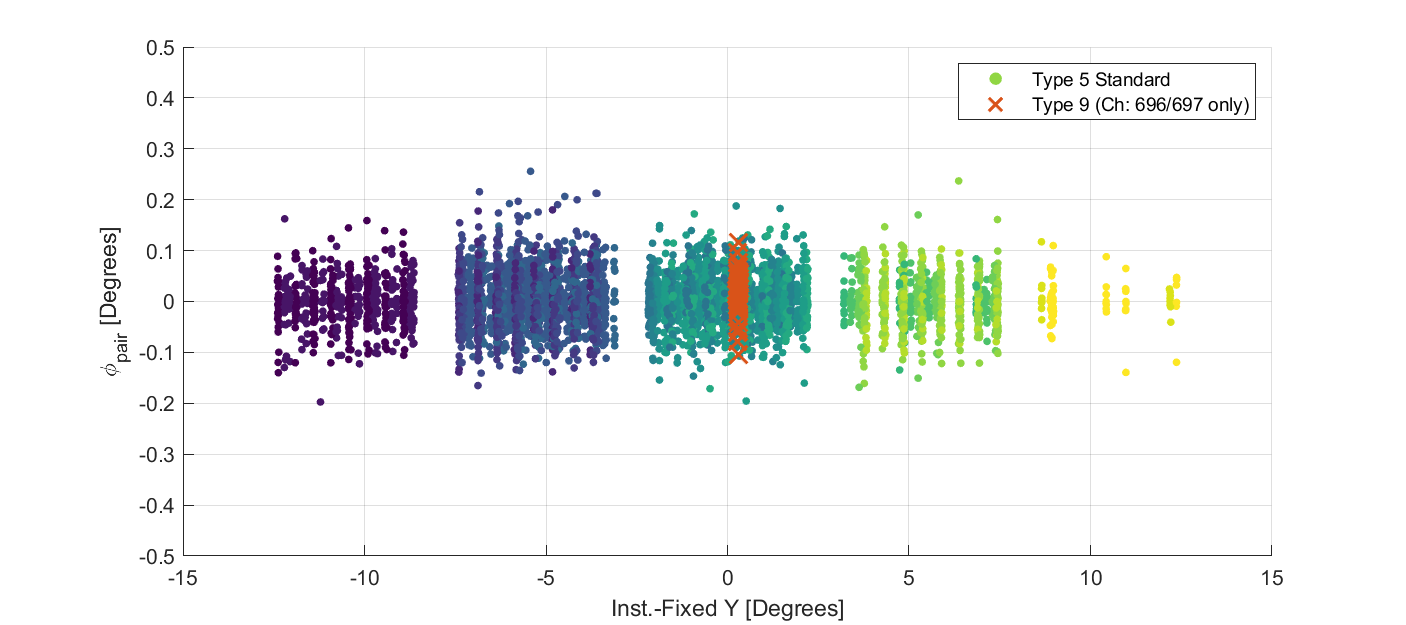 0.5
0.4
0.3
0.2
0.1
0
-0.1
-0.2
-0.3
-0.4
-0.5
ϕpair [Degrees]
Type 5 Standard
Type 9 (Ch: 696/697 only)
-15 -10 -5 0 5 10 15
Inst.-Fixed Y [Degrees]